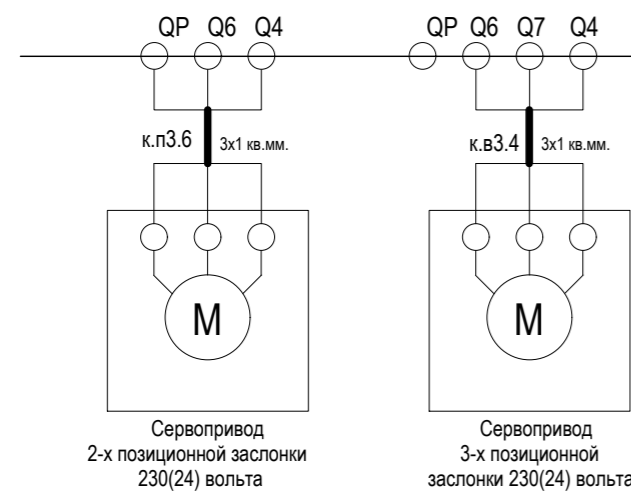 QP Q6 Q4
QP Q6 Q7 Q4
к.п3.6
3х1 кв.мм.
к.в3.4
3х1 кв.мм.
М
М
Сервопривод
2-х позиционной заслонки
230(24) вольта
Сервопривод
3-х позиционной
заслонки 230(24) вольта